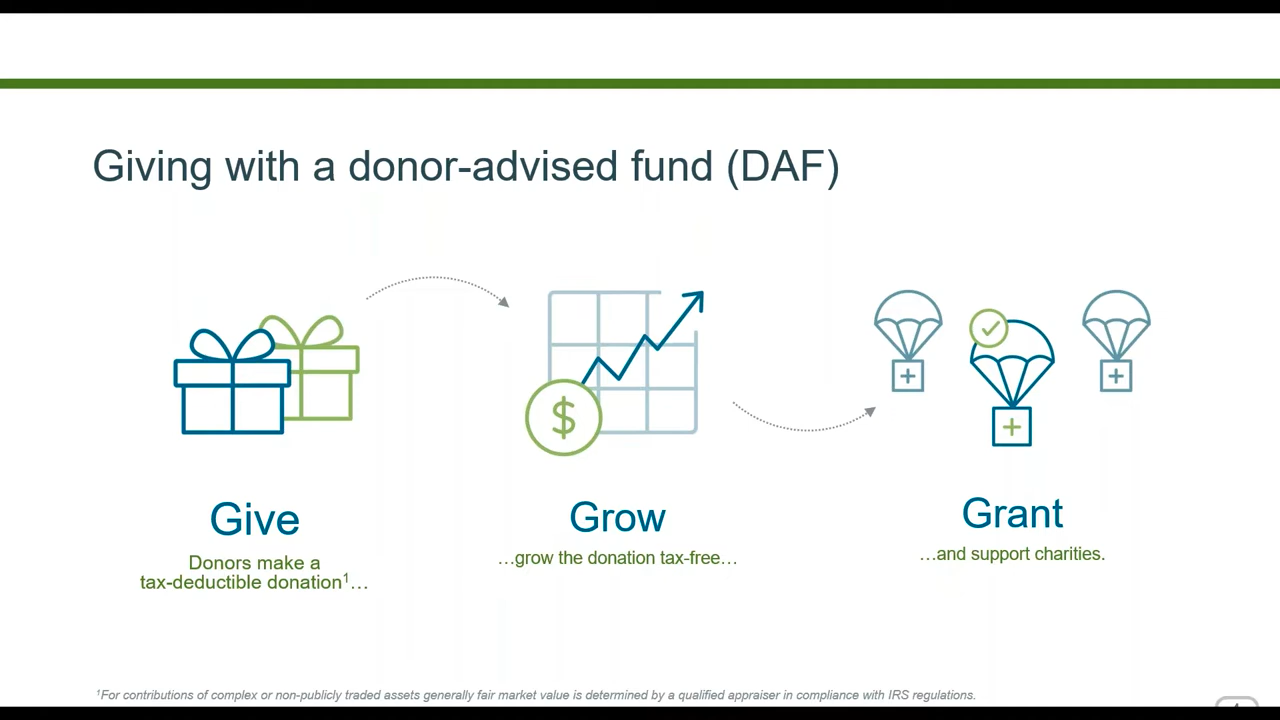 Giving with a donor-advised fund (DAF)
$
Give
Donors make a
tax-deductible donation¹…
Grow
…grow the donation tax-free…
Grant
…and support charities.
¹For contributions of complex or non-publicly traded assets generally fair market value is determined by a qualified appraiser in compliance with IRS regulations.